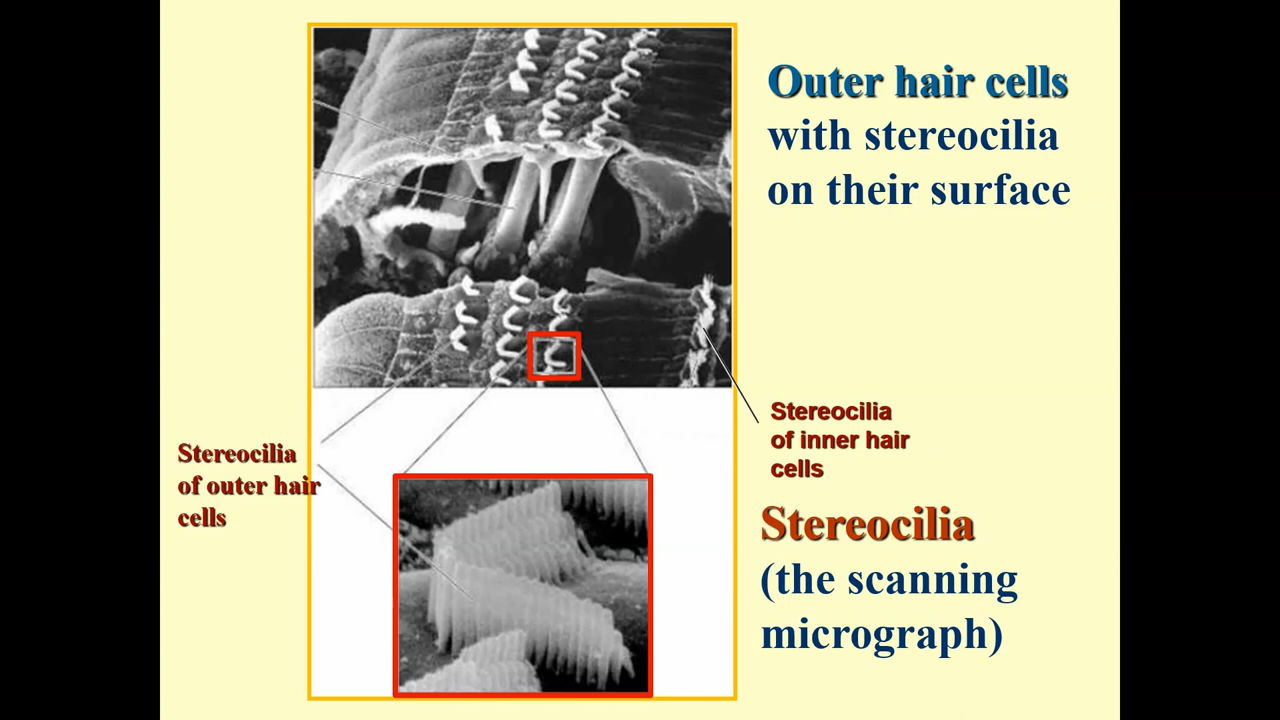 Outer hair cells
with stereocilia
on their surface
Stereocilia
of inner hair
cells
Stereocilia
of outer hair
cells
Stereocilia
(the scanning
micrograph)